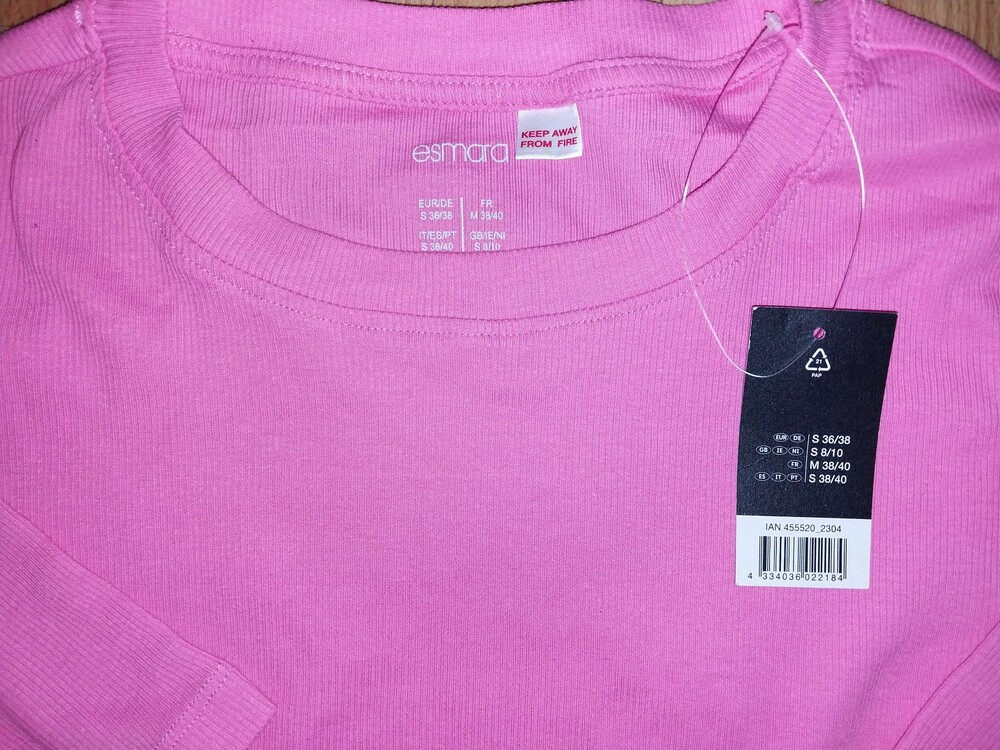 esmara
KEEP AWAY
FROM FIRE
EUR/DE
S 36/38
FR
M 38/40
IT/ES/PT
S 38/40
GB/IE/NI
S 8/10
21
PAP
EUR DE S 36/38
GB IE NI S 8/10
FR M 38/40
ES IT PT S 38/40
IAN 455520_2304
4 334036 022184